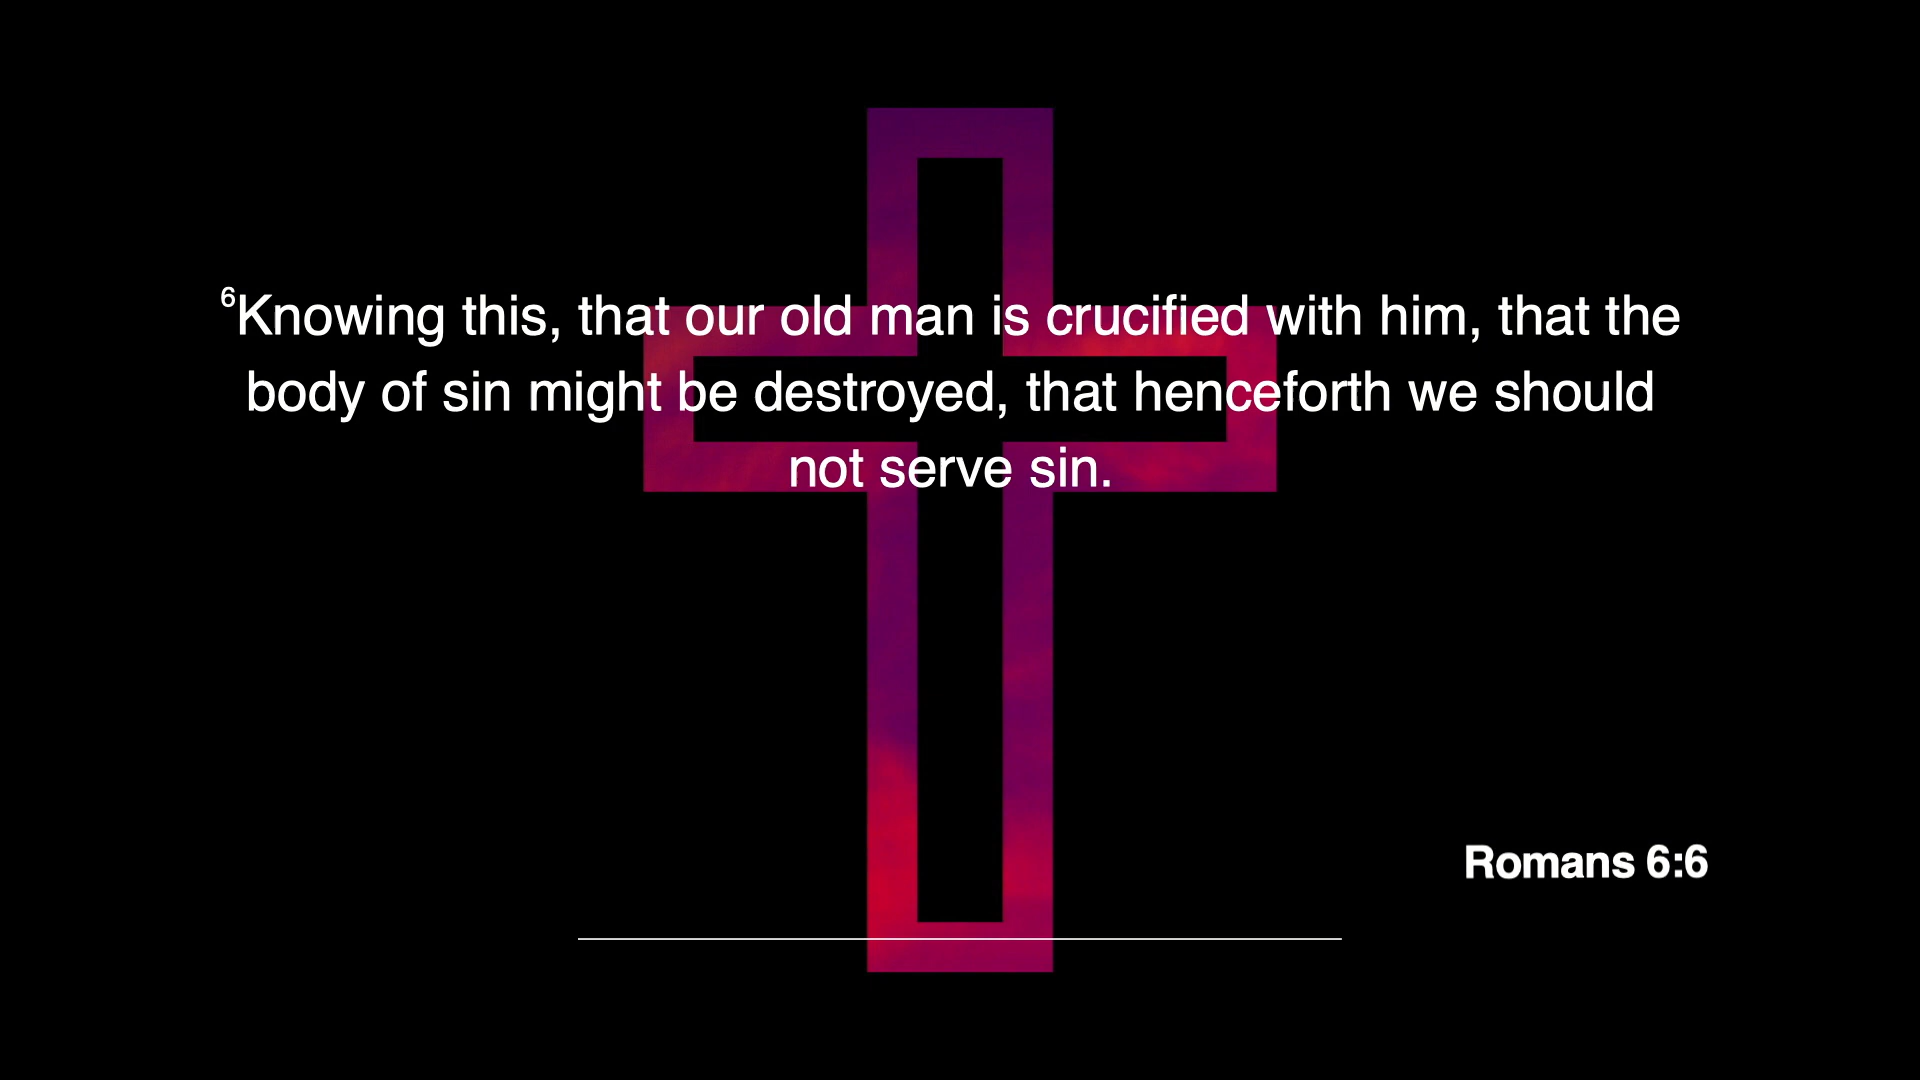 ⁶Knowing this, that our old man is crucified with him, that the
body of sin might be destroyed, that henceforth we should
not serve sin.
Romans 6:6